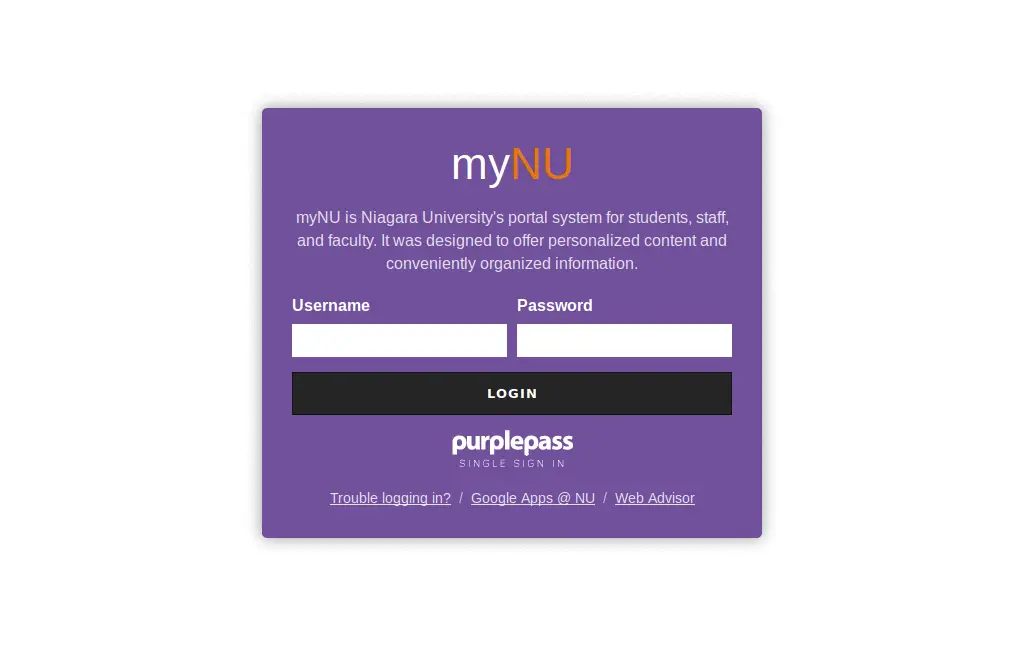 myNU
myNU is Niagara University's portal system for students, staff,
and faculty. It was designed to offer personalized content and
conveniently organized information.
Username Password
LOGIN
purplepass
SINGLE SIGN IN
Trouble logging in? / Google Apps @ NU / Web Advisor